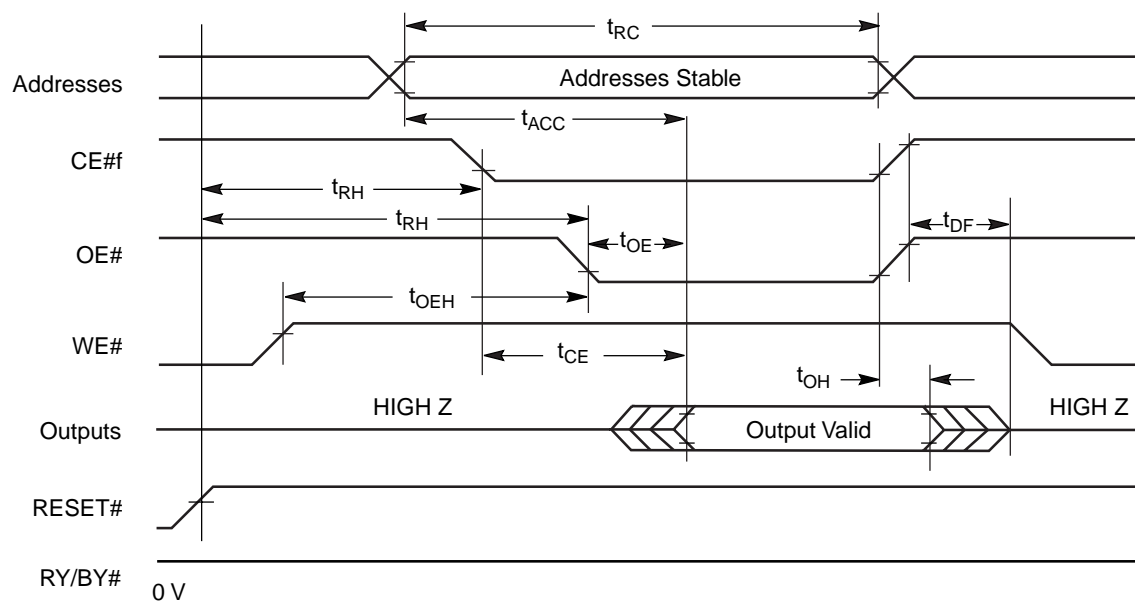 tRC
Addresses
Addresses Stable
tACC
CE#f
tRH
tRH
OE#
tOE
tDF
tOEH
WE#
tCE
tOH
HIGH Z
HIGH Z
Outputs
Output Valid
RESET#
RY/BY#
0 V